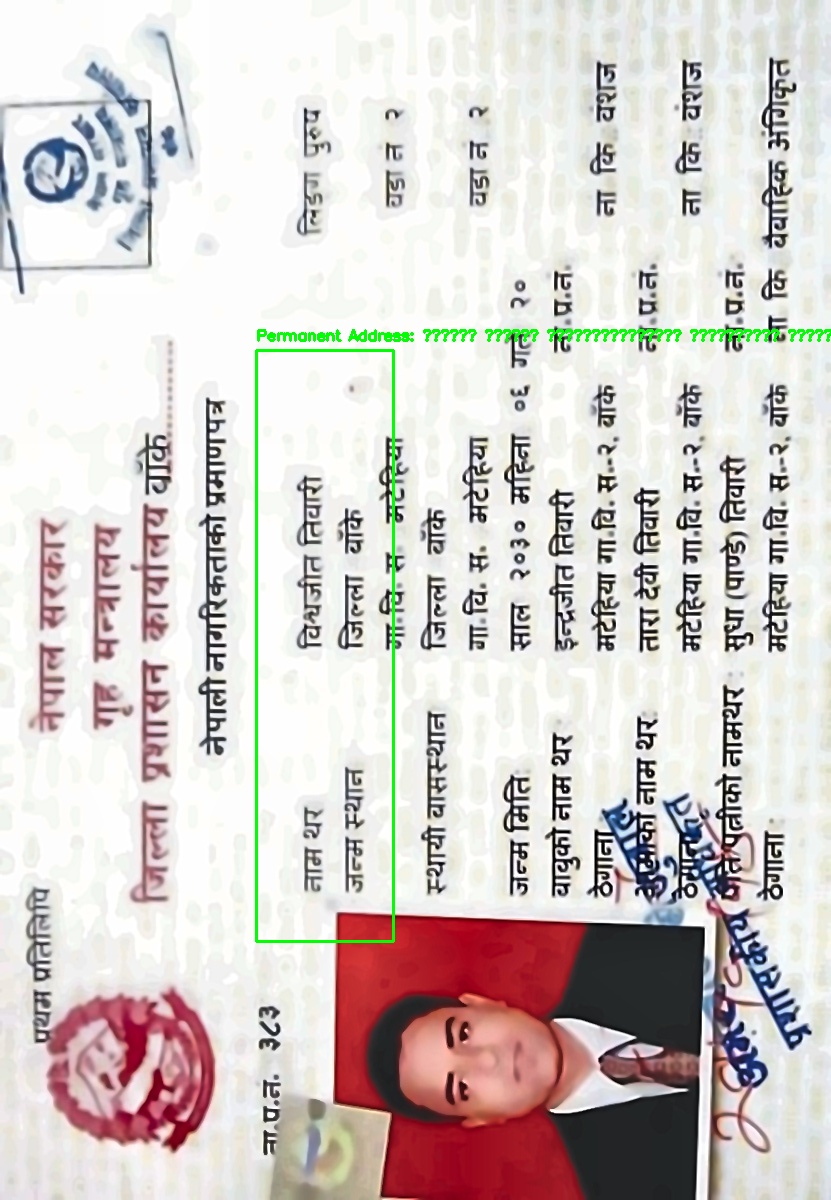 प्रथम प्रतिलिपि
नेपाल सरकार
गृह मन्त्रालय
जिल्ला प्रशासन कार्यालय बाँके
नेपाली नागरिकताको प्रमाणपत्र
ना.प.नं. ३८३
नाम थर विश्वजीत तिवारी लिङग पुरुष
जन्म स्थान जिल्ला बाँके
गा.वि. स. मटेहिया वडा नं २
स्थायी बासस्थान जिल्ला बाँके
गा.वि. स. मटेहिया वडा नं २
जन्म मिति: साल २०३० महिना ०६ गते २०
बाबुको नाम थर : इन्द्रजीत तिवारी ना.प्र.नं.
ठेगाना मटेहिया गा.वि. स.-२, बाँके ना कि वंशज
आमाको नाम थर: तारा देवी तिवारी ना.प्र.नं.
ठेगाना मटेहिया गा.वि. स.-२, बाँके ना कि: वंशज
पति/पत्नीको नामथर : सुधा (पाण्डे) तिवारी ना.प्र.नं.
ठेगाना : मटेहिया गा.वि. स.-२, बाँके ना कि वैवाहिक अंगिकृत
Permanent Address: ?????? ?????? ??????????????? ?????????? ?????